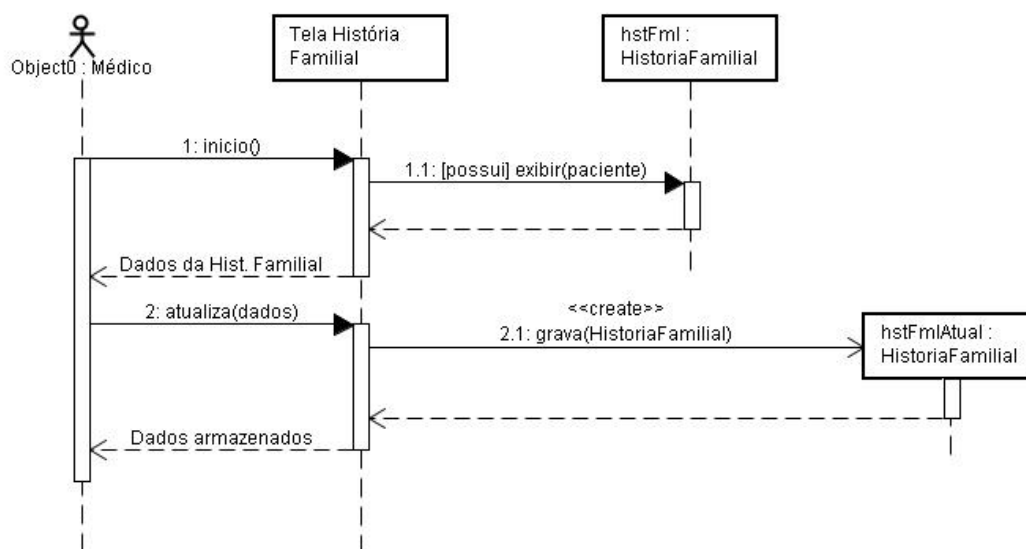 Object0 : Médico
Tela História
Familial
hstFml :
HistoriaFamilial
1: inicio()
1.1: [possui] exibir(paciente)
Dados da Hist. Familial
2: atualiza(dados)
<<create>>
2.1: grava(HistoriaFamilial)
hstFmlAtual :
HistoriaFamilial
Dados armazenados